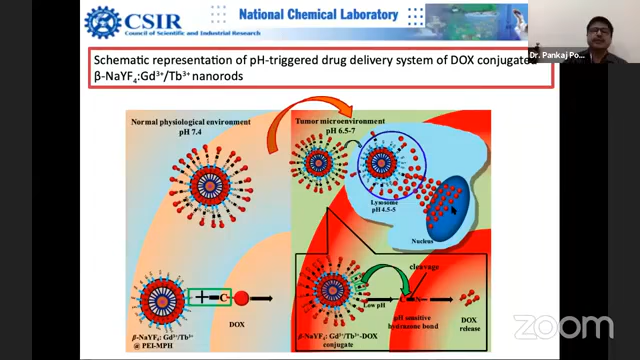 CSIR
Council of Scientific and Industrial Research
National Chemical Laboratory
Dr. Pankaj Po...
Schematic representation of pH-triggered drug delivery system of DOX conjugated
β-NaYF₄:Gd³⁺/Tb³⁺ nanorods
Normal physiological environment
pH 7.4
Tumor microenvironment
pH 6.5-7
Lysosome
pH 4.5-5
Nucleus
cleavage
Low pH
pH sensitive
hydrazone bond
DOX
release
β-NaYF₄: Gd³⁺/Tb³⁺-DOX
conjugate
DOX
β-NaYF₄: Gd³⁺/Tb³⁺
@ PEI-MPH
zoom